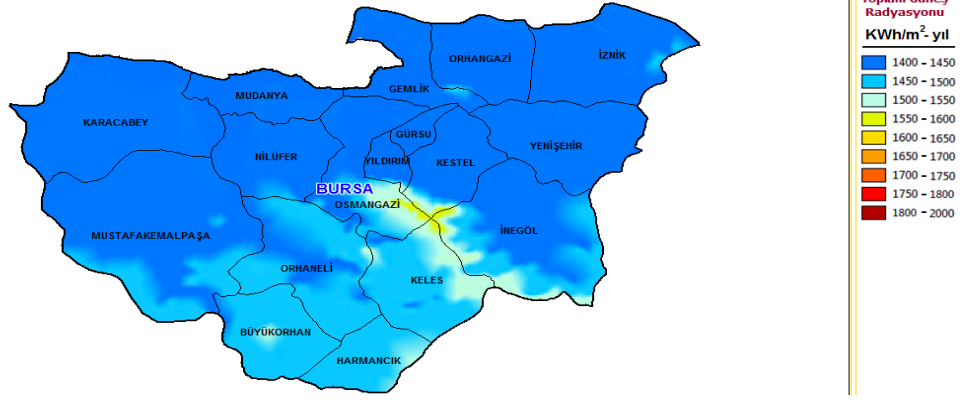 Toplam Güneş
Radyasyonu
KWh/m²- yıl
1400 - 1450
1450 - 1500
1500 - 1550
1550 - 1600
1600 - 1650
1650 - 1700
1700 - 1750
1750 - 1800
1800 - 2000
ORHANGAZİ
İZNİK
GEMLİK
MUDANYA
KARACABEY
GÜRSU
YENİŞEHİR
NİLÜFER
YILDIRIM
KESTEL
BURSA
OSMANGAZİ
MUSTAFAKEMALPAŞA
İNEGÖL
ORHANELİ
KELES
BÜYÜKORHAN
HARMANCIK